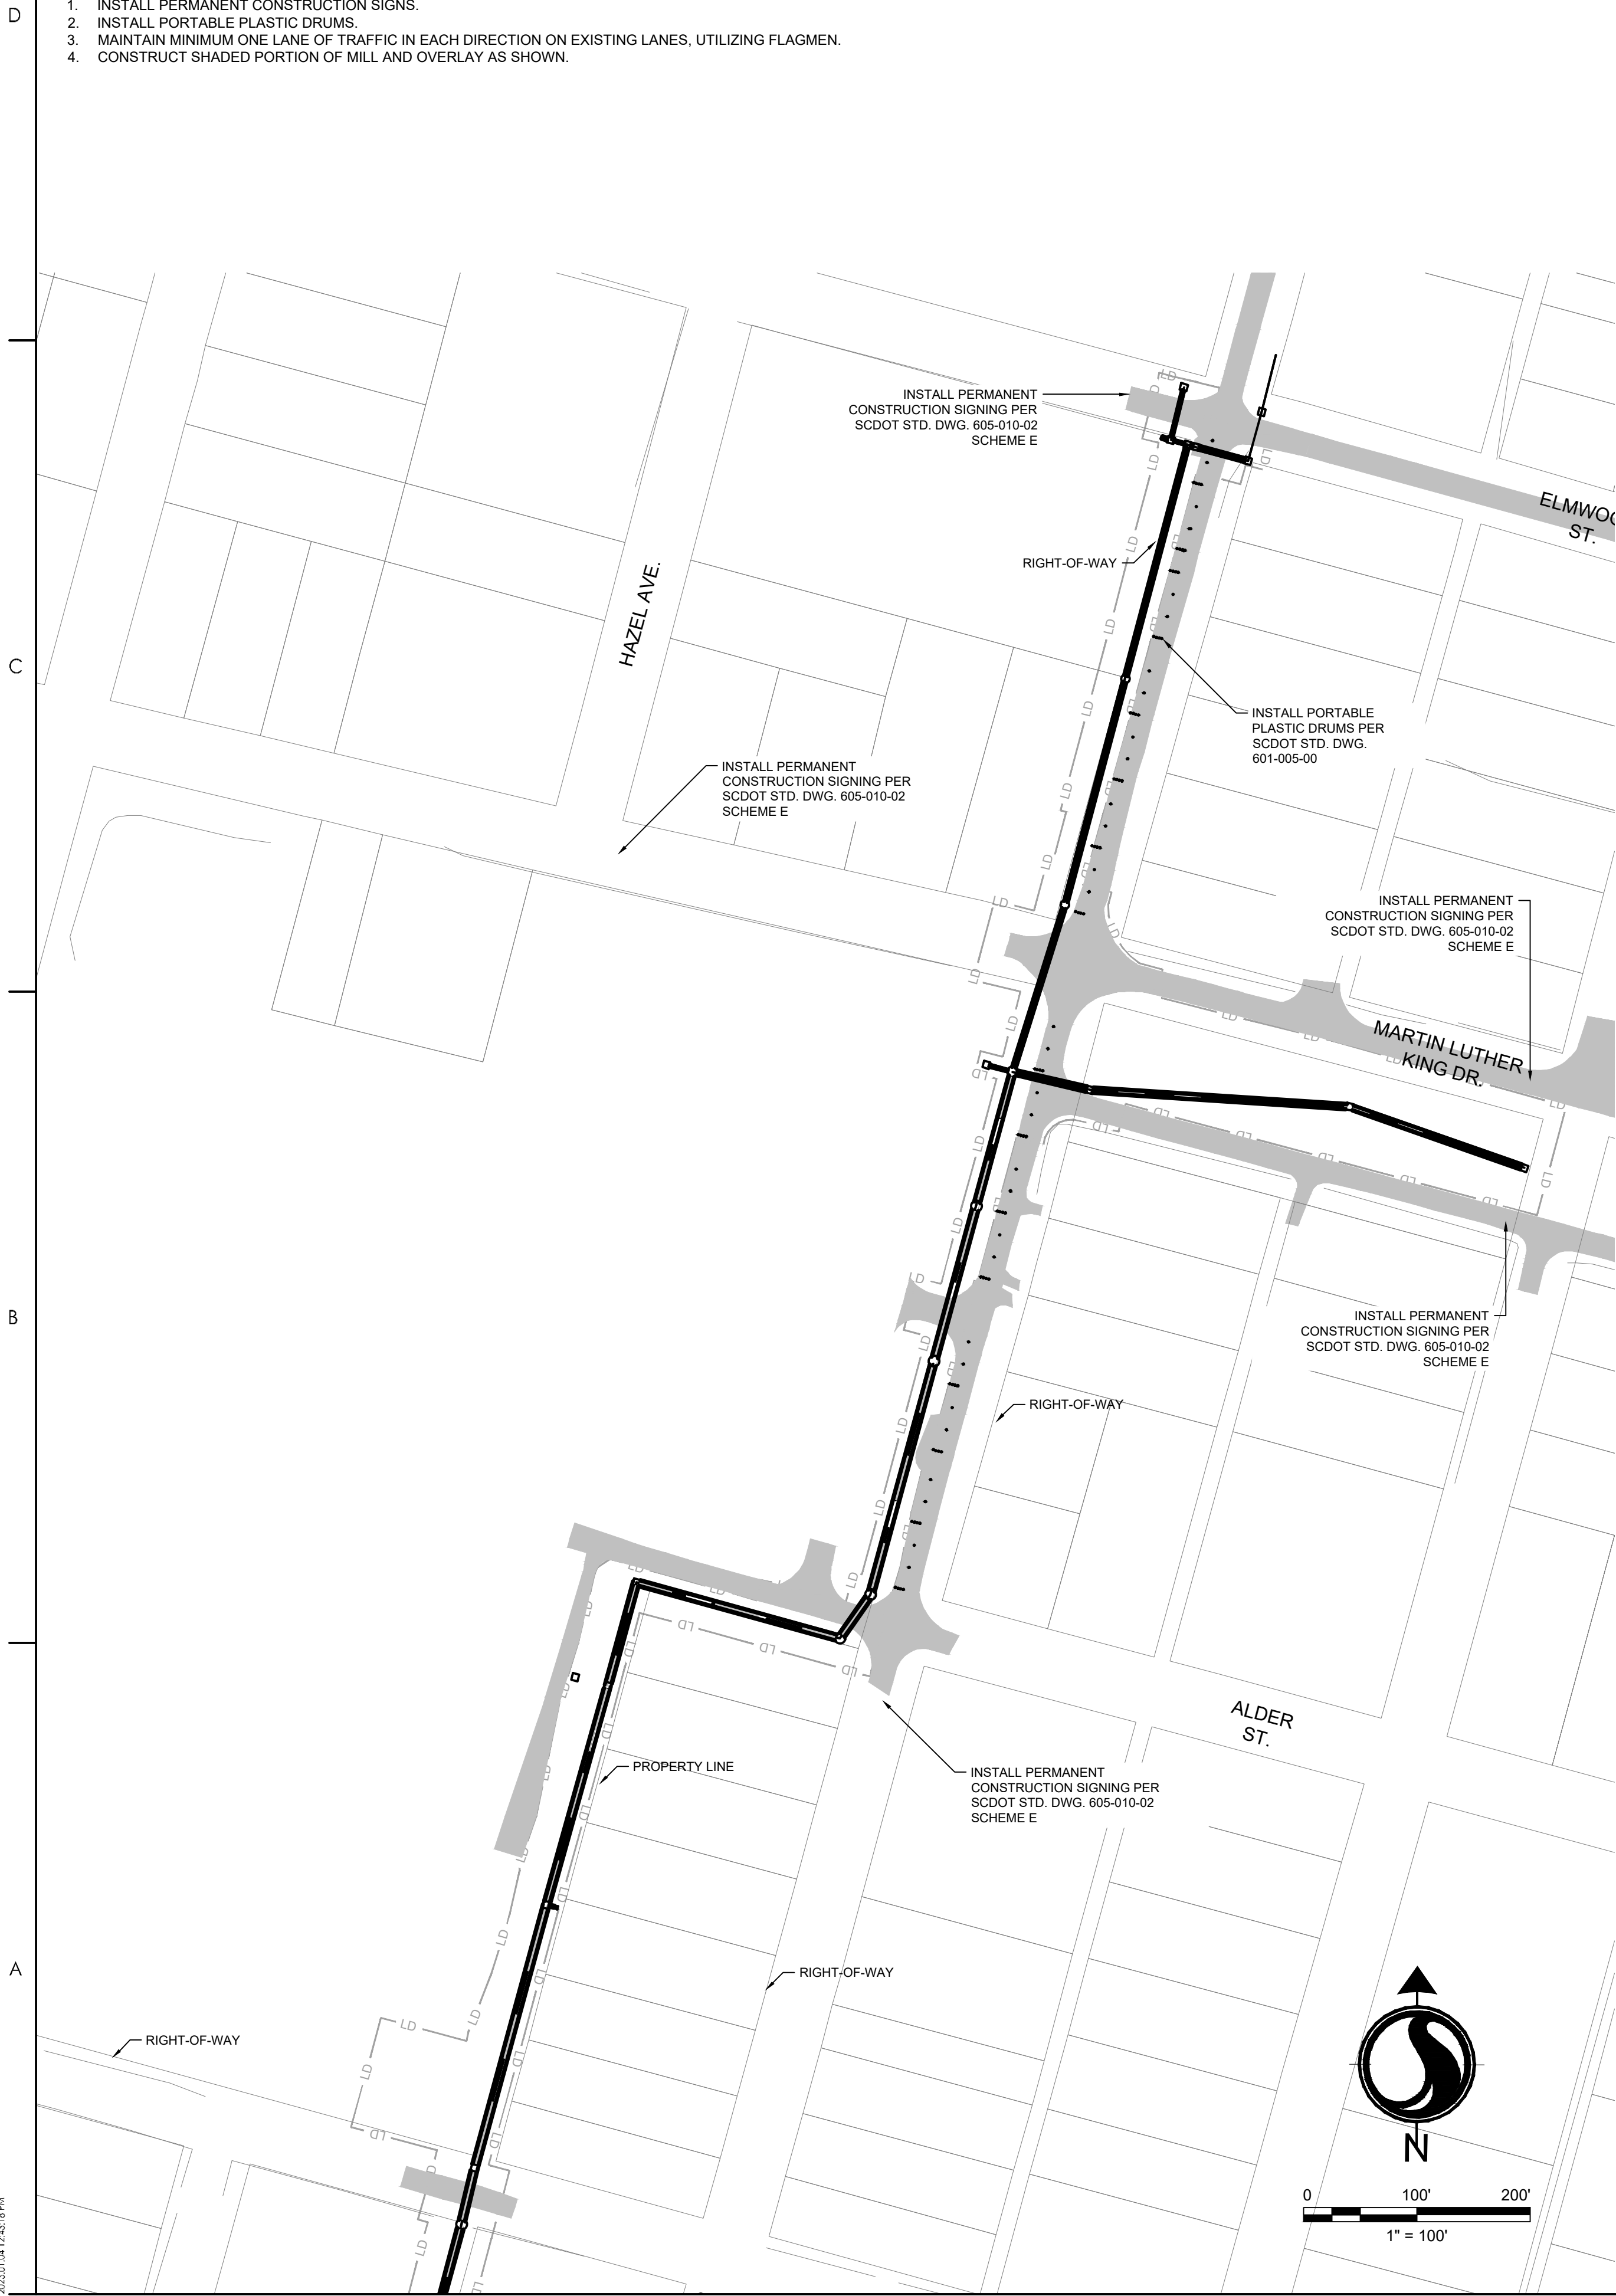 D
1. INSTALL PERMANENT CONSTRUCTION SIGNS.
2. INSTALL PORTABLE PLASTIC DRUMS.
3. MAINTAIN MINIMUM ONE LANE OF TRAFFIC IN EACH DIRECTION ON EXISTING LANES, UTILIZING FLAGMEN.
4. CONSTRUCT SHADED PORTION OF MILL AND OVERLAY AS SHOWN.
INSTALL PERMANENT
CONSTRUCTION SIGNING PER
SCDOT STD. DWG. 605-010-02
SCHEME E
ST.
RIGHT-OF-WAY
HAZEL AVE.
C
INSTALL PORTABLE
PLASTIC DRUMS PER
SCDOT STD. DWG.
601-005-00
INSTALL PERMANENT
CONSTRUCTION SIGNING PER
SCDOT STD. DWG. 605-010-02
SCHEME E
INSTALL PERMANENT
CONSTRUCTION SIGNING PER
SCDOT STD. DWG. 605-010-02
SCHEME E
MARTIN LUTHER
KING DR.
B
INSTALL PERMANENT
CONSTRUCTION SIGNING PER
SCDOT STD. DWG. 605-010-02
SCHEME E
RIGHT-OF-WAY
ALDER
ST.
PROPERTY LINE
INSTALL PERMANENT
CONSTRUCTION SIGNING PER
SCDOT STD. DWG. 605-010-02
SCHEME E
A
RIGHT-OF-WAY
RIGHT-OF-WAY
N
0 100' 200'
1" = 100'